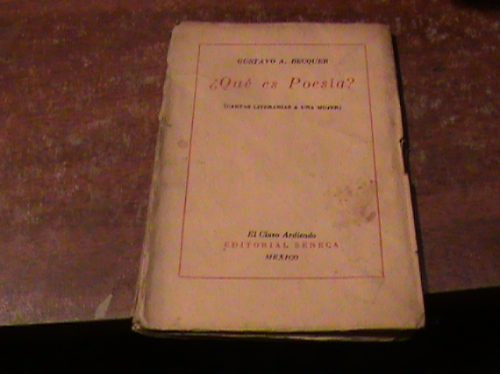 GUSTAVO A. BECQUER
¿Qué es Poesía?
(CARTAS LITERARIAS A UNA MUJER)
El Clavo Ardiendo
EDITORIAL SENECA
MEXICO